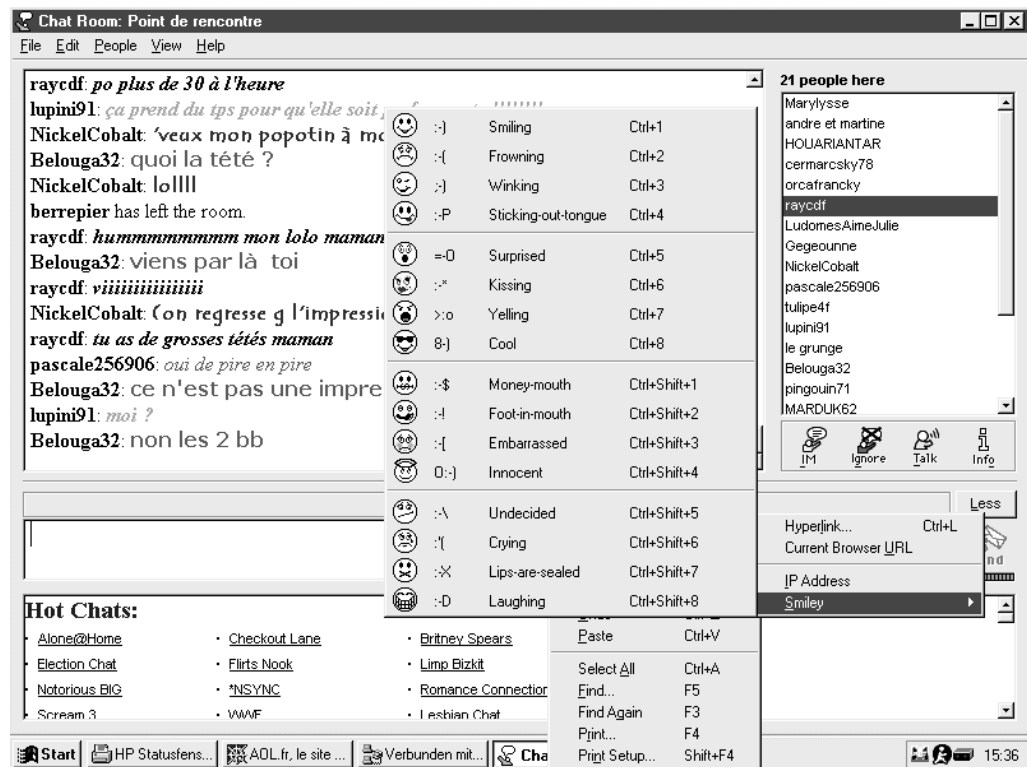 Chat Room: Point de rencontre
File Edit People View Help
raycdf: po plus de 30 à l'heure
lupini91: ça prend du tps pour qu'elle soit
NickelCobalt: 'veux mon popotin à
Belouga32: quoi la tété ?
NickelCobalt: lollll
berrepier has left the room.
raycdf: hummmmmmmm mon lolo maman
Belouga32: viens par là toi
raycdf: viiiiiiiiiiiiiiii
NickelCobalt: (on regresse g l'impressi
raycdf: tu as de grosses tétés maman
pascale256906: oui de pire en pire
Belouga32: ce n'est pas une impre
lupini91: moi ?
Belouga32: non les 2 bb
:-) Smiling Ctrl+1
:-( Frowning Ctrl+2
;-) Winking Ctrl+3
:-P Sticking-out-tongue Ctrl+4
=-O Surprised Ctrl+5
:-* Kissing Ctrl+6
>:o Yelling Ctrl+7
8-) Cool Ctrl+8
:-$ Money-mouth Ctrl+Shift+1
:-! Foot-in-mouth Ctrl+Shift+2
:-[ Embarrassed Ctrl+Shift+3
O:-) Innocent Ctrl+Shift+4
:-\ Undecided Ctrl+Shift+5
:'( Crying Ctrl+Shift+6
:-X Lips-are-sealed Ctrl+Shift+7
:-D Laughing Ctrl+Shift+8
21 people here
Marylysse
andre et martine
HOUARIANTAR
cermarcsky78
orcafrancky
raycdf
LudomesAimeJulie
Gegeounne
NickelCobalt
pascale256906
tulipe4f
lupini91
le grunge
Belouga32
pingouin71
MARDUK62
IM Ignore Talk Info
Less
Hyperlink... Ctrl+L
Current Browser URL
IP Address
Smiley
nd
Hot Chats:
Alone@Home Checkout Lane Britney Spears
Election Chat Flirts Nook Limp Bizkit
Notorious BIG *NSYNC Romance Connection
Scream 3 WWF Lesbian Chat
Paste Ctrl+V
Select All Ctrl+A
Find... F5
Find Again F3
Print... F4
Print Setup... Shift+F4
Start HP Statusfens... AOL.fr, le site ... Verbunden mit... Cha 15:36